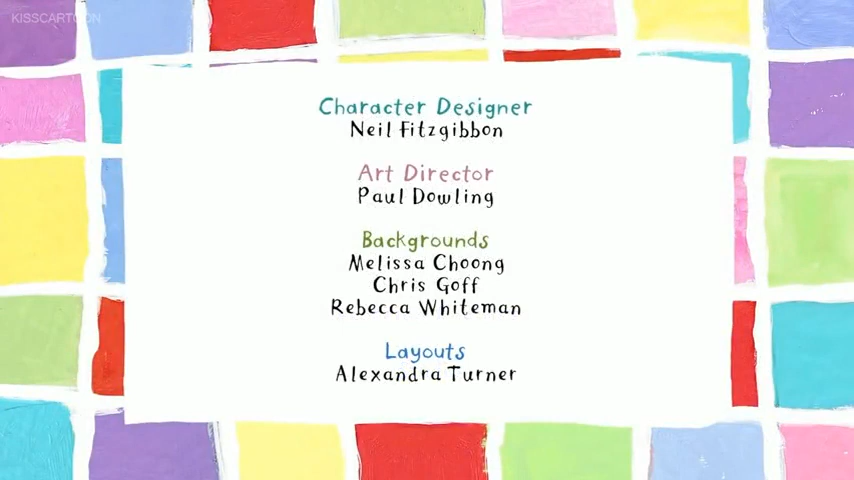 KISSCARTOON
Character Designer
Neil Fitzgibbon
Art Director
Paul Dowling
Backgrounds
Melissa Choong
Chris Goff
Rebecca Whiteman
Layouts
Alexandra Turner